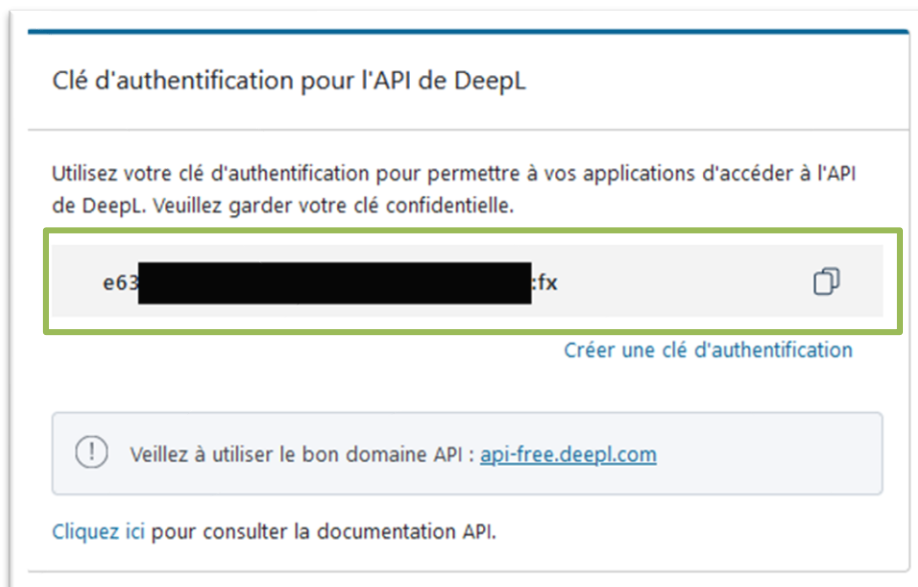 Clé d'authentification pour l'API de DeepL
Utilisez votre clé d'authentification pour permettre à vos applications d'accéder à l'API
de DeepL. Veuillez garder votre clé confidentielle.
e63 :fx
Créer une clé d'authentification
Veillez à utiliser le bon domaine API : api-free.deepl.com
Cliquez ici pour consulter la documentation API.